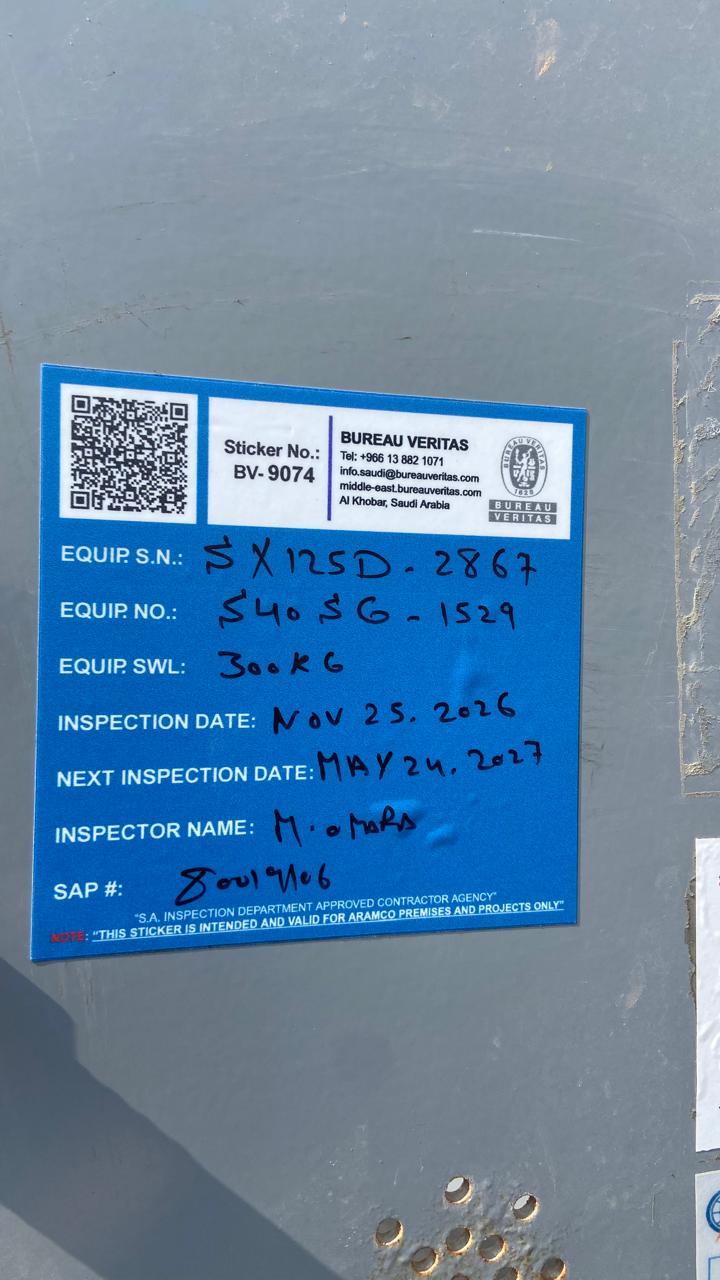 Sticker No.:
BV- 9074
BUREAU VERITAS
Tel: +966 13 882 1071
info.saudi@bureauveritas.com
middle-east.bureauveritas.com
Al Khobar, Saudi Arabia
BUREAU VERITAS
1828
BUREAU
VERITAS
EQUIP. S.N.: SX125D - 2867
EQUIP. NO.: S40SG - 1529
EQUIP. SWL: 300KG
INSPECTION DATE: NOV 25. 2026
NEXT INSPECTION DATE: MAY 24. 2027
INSPECTOR NAME: M.
SAP #:
"S.A. INSPECTION DEPARTMENT APPROVED CONTRACTOR AGENCY"
NOTE: "THIS STICKER IS INTENDED AND VALID FOR ARAMCO PREMISES AND PROJECTS ONLY"